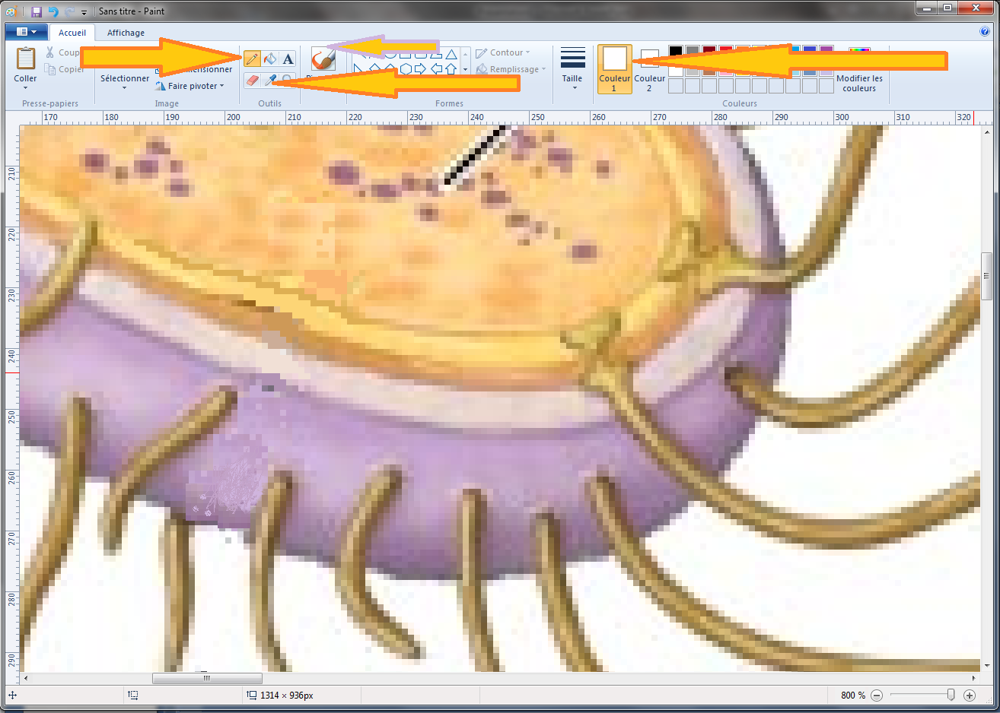 Sans titre - Paint
Accueil Affichage
Coller
Presse-papiers
Copier
Sélectionner
Faire pivoter
Image
A
Outils
Formes
Contour
Remplissage
Taille
Couleur 1
Couleur 2
Modifier les couleurs
Couleurs
170 180 190 200 210 220 230 240 250 260 270 280 290 300 310 320
210
220
230
240
250
260
270
280
290
1314 × 936px
800 %